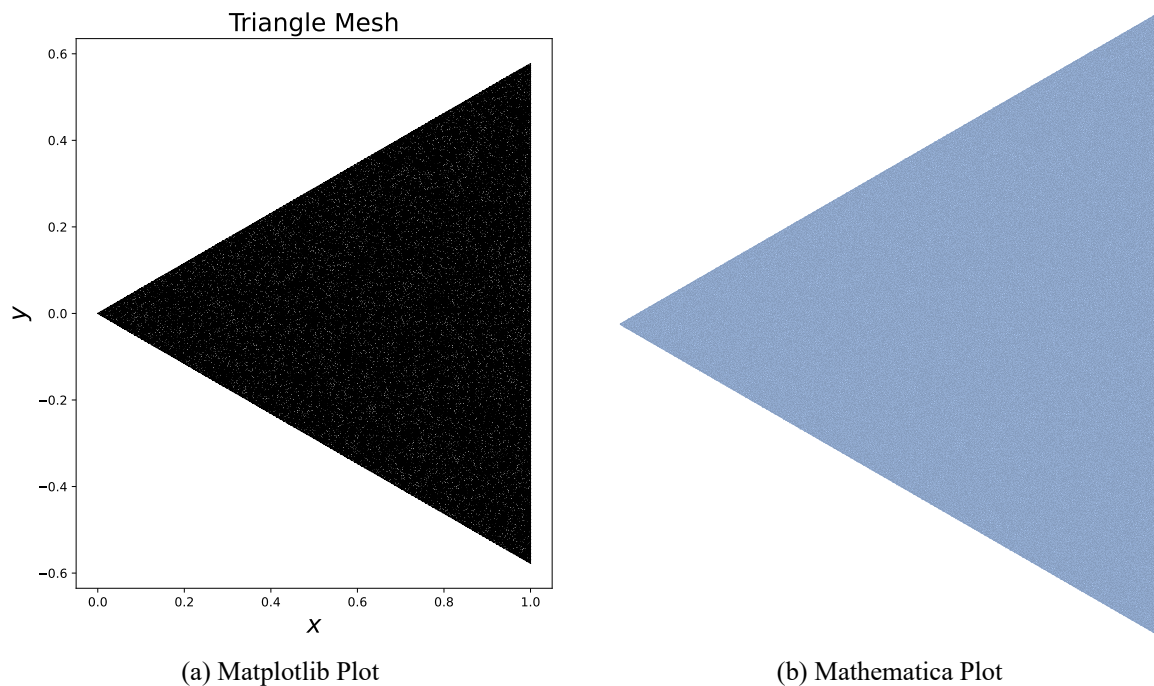 Triangle Mesh
0.6
0.4
0.2
0.0
−0.2
−0.4
−0.6
y
0.0 0.2 0.4 0.6 0.8 1.0
x
(a) Matplotlib Plot
(b) Mathematica Plot